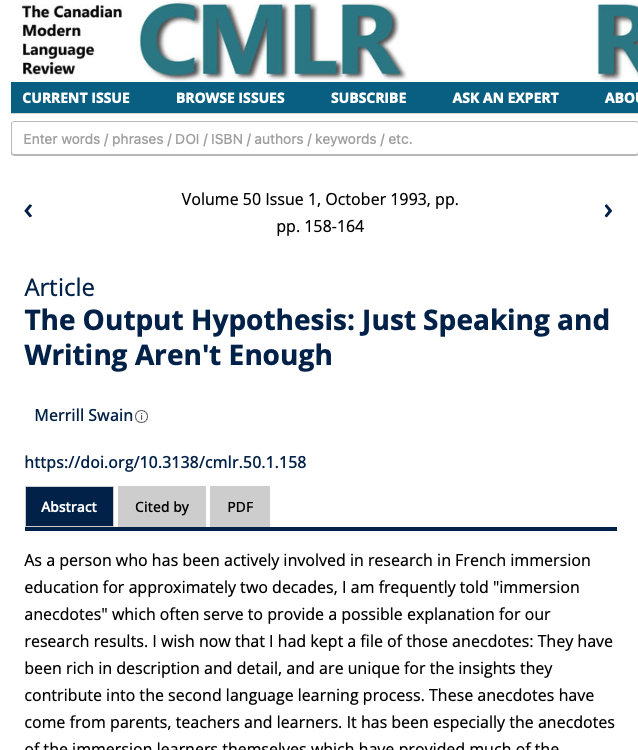 The Canadian
Modern
Language
Review
CMLR
R
CURRENT ISSUE BROWSE ISSUES SUBSCRIBE ASK AN EXPERT ABOU
Enter words / phrases / DOI / ISBN / authors / keywords / etc.
‹ Volume 50 Issue 1, October 1993, pp. ›
pp. 158-164
Article
The Output Hypothesis: Just Speaking and
Writing Aren't Enough
Merrill Swain ⓘ
https://doi.org/10.3138/cmlr.50.1.158
Abstract Cited by PDF
As a person who has been actively involved in research in French immersion
education for approximately two decades, I am frequently told "immersion
anecdotes" which often serve to provide a possible explanation for our
research results. I wish now that I had kept a file of those anecdotes: They have
been rich in description and detail, and are unique for the insights they
contribute into the second language learning process. These anecdotes have
come from parents, teachers and learners. It has been especially the anecdotes
of the immersion learners themselves which have provided much of the